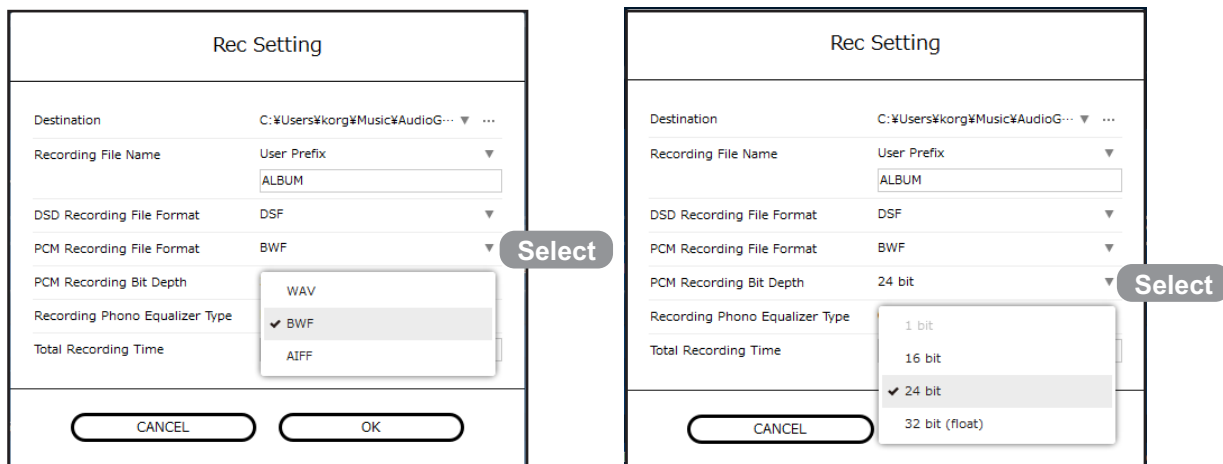 Rec Setting
Destination C:¥Users¥korg¥Music¥AudioG··· ▼ ···
Recording File Name User Prefix ▼
ALBUM
DSD Recording File Format DSF ▼
PCM Recording File Format BWF ▼
Select
PCM Recording Bit Depth
WAV
Recording Phono Equalizer Type
✔ BWF
Total Recording Time
AIFF
CANCEL OK
Rec Setting
Destination C:¥Users¥korg¥Music¥AudioG··· ▼ ···
Recording File Name User Prefix ▼
ALBUM
DSD Recording File Format DSF ▼
PCM Recording File Format BWF ▼
PCM Recording Bit Depth 24 bit ▼
Select
Recording Phono Equalizer Type
1 bit
Total Recording Time
16 bit
✔ 24 bit
32 bit (float)
CANCEL